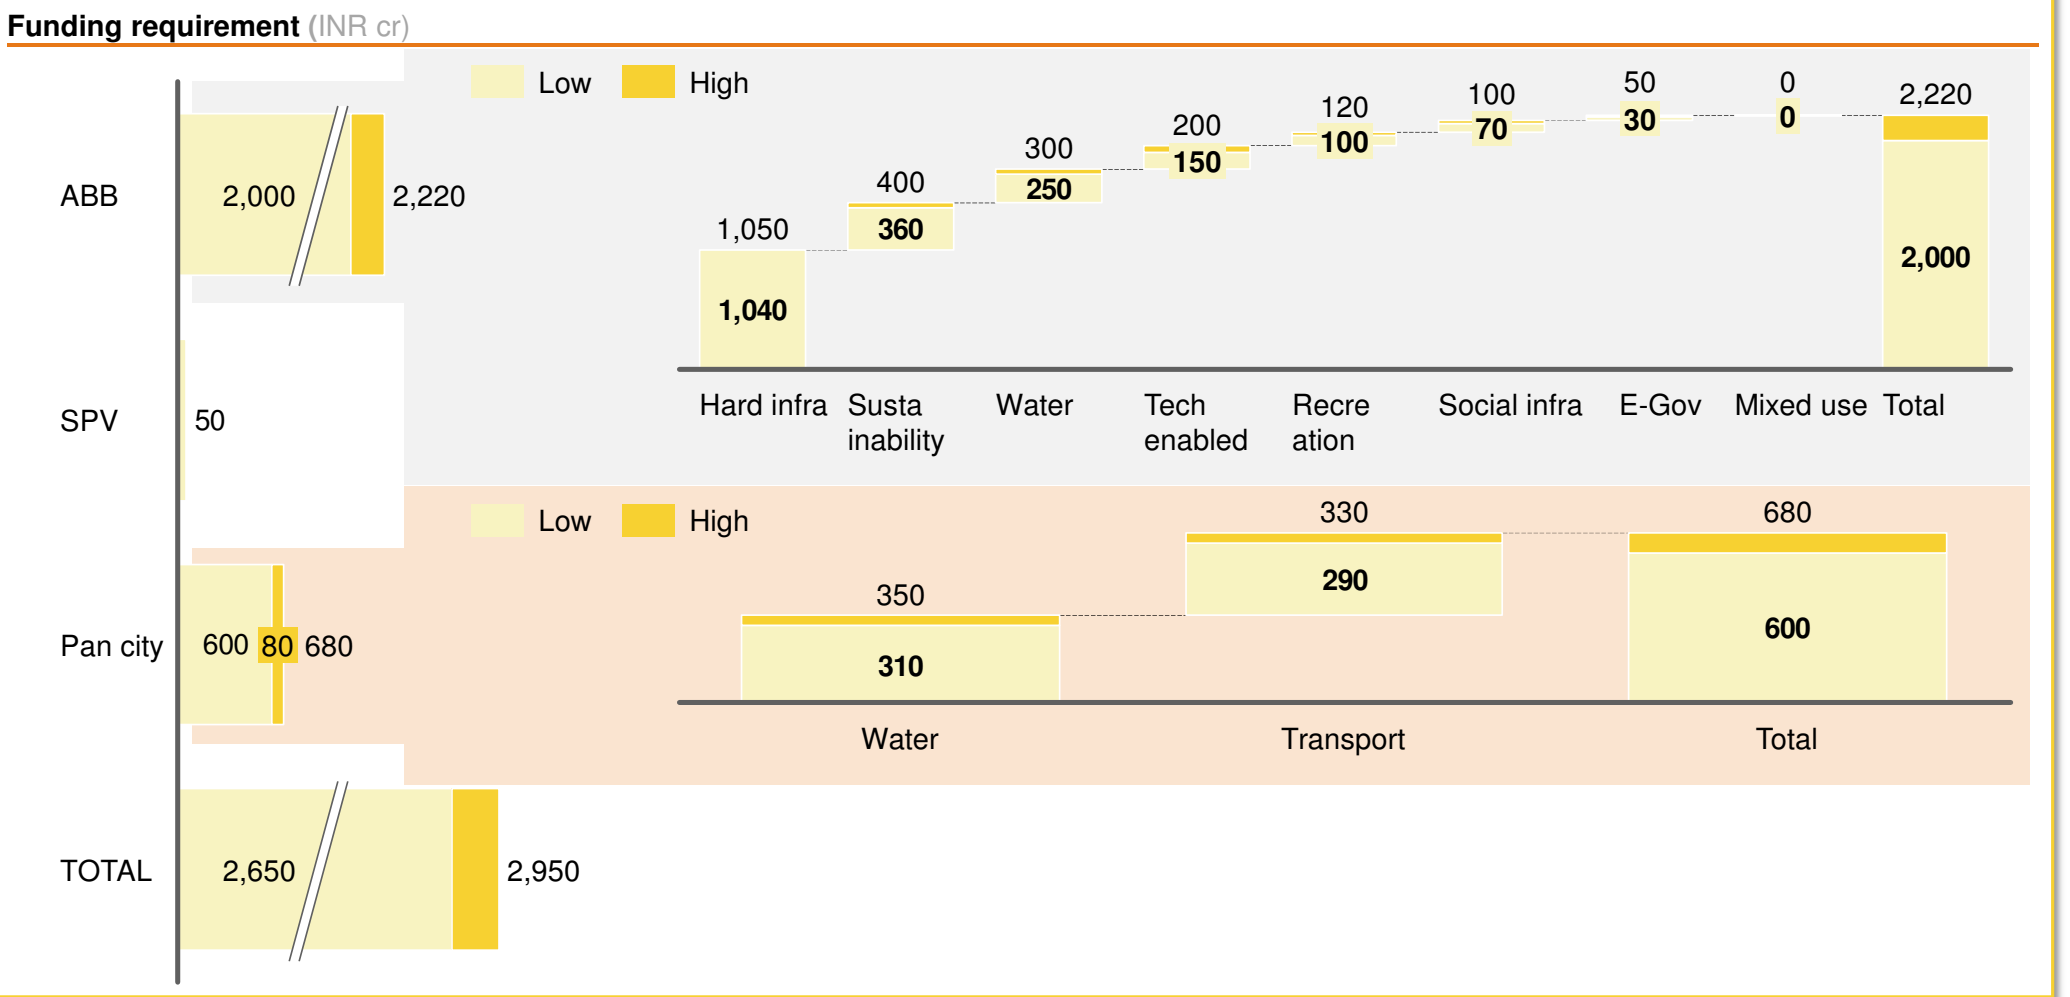 Funding requirement (INR cr)
Low High
ABB
2,000
2,220
1,050
1,040
400
360
300
250
200
150
120
100
100
70
50
30
0
0
2,220
2,000
Hard infra
Susta
inability
Water
Tech
enabled
Recre
ation
Social infra
E-Gov
Mixed use
Total
SPV
50
Low High
Pan city
600
80
680
350
310
330
290
680
600
Water
Transport
Total
TOTAL
2,650
2,950